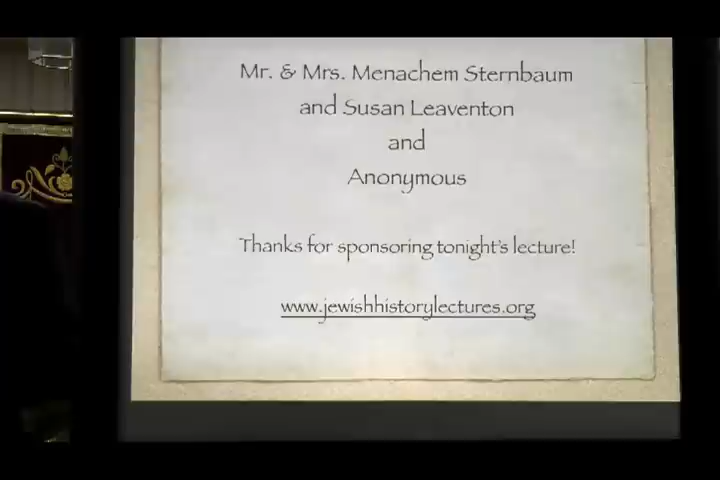 Mr. & Mrs. Menachem Sternbaum
and Susan Leaventon
and
Anonymous
Thanks for sponsoring tonight's lecture!
www.jewishhistorylectures.org